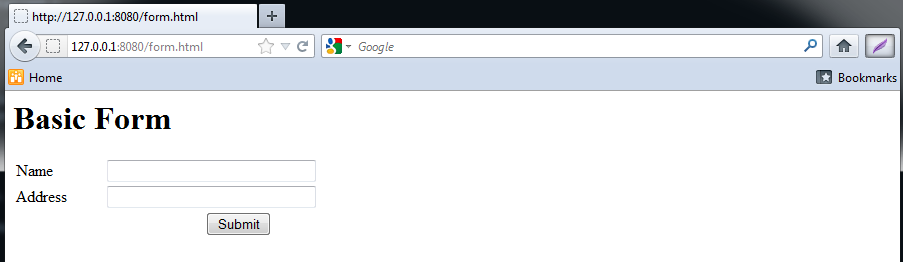 http://127.0.0.1:8080/form.html
127.0.0.1:8080/form.html
Google
Home
Bookmarks
Basic Form
Name
Address
Submit